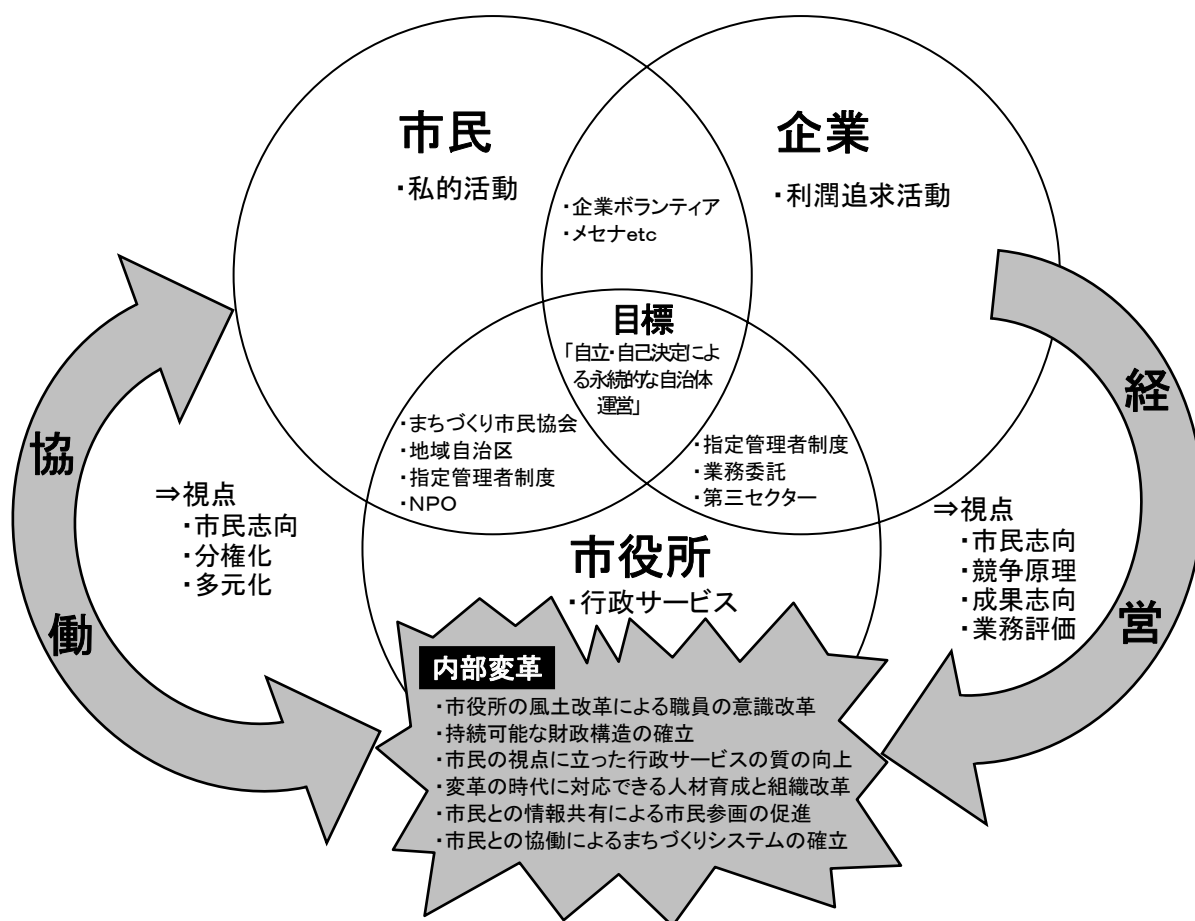 市民
・私的活動
企業
・利潤追求活動
・企業ボランティア
・メセナetc
目標
「自立・自己決定によ
る永続的な自治体
運営」
・まちづくり市民協会
・地域自治区
・指定管理者制度
・NPO
・指定管理者制度
・業務委託
・第三セクター
協
働
⇒視点
・市民志向
・分権化
・多元化
経
営
⇒視点
・市民志向
・競争原理
・成果志向
・業務評価
市役所
・行政サービス
内部変革
・市役所の風土改革による職員の意識改革
・持続可能な財政構造の確立
・市民の視点に立った行政サービスの質の向上
・変革の時代に対応できる人材育成と組織改革
・市民との情報共有による市民参画の促進
・市民との協働によるまちづくりシステムの確立